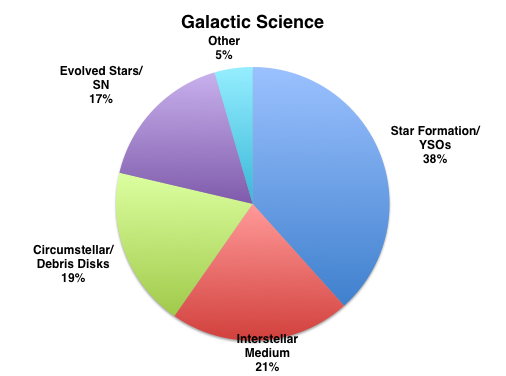 Galactic Science
Other
5%
Evolved Stars/
SN
17%
Star Formation/
YSOs
38%
Circumstellar/
Debris Disks
19%
Interstellar
Medium
21%